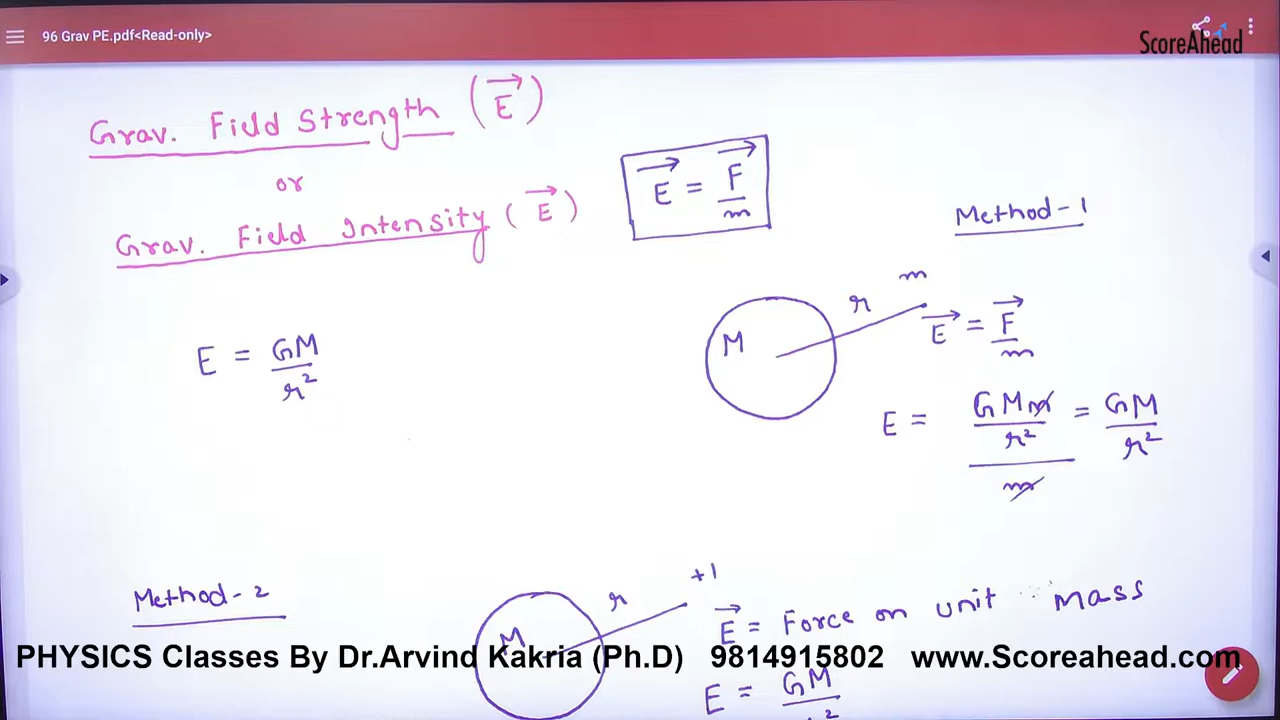 96 Grav PE.pdf<Read-only>
ScoreAhead
Grav. Field Strength (E⃗)
or
Grav. Field Intensity (E⃗)
E⃗ = F⃗/m
E = GM/r²
Method-1
M r m
E⃗ = F⃗/m
E = (GMm/r²)/m = GM/r²
Method-2
M r +1
E⃗ = Force on unit mass
PHYSICS Classes By Dr.Arvind Kakria (Ph.D) 9814915802 www.Scoreahead.com
E = GM/r²